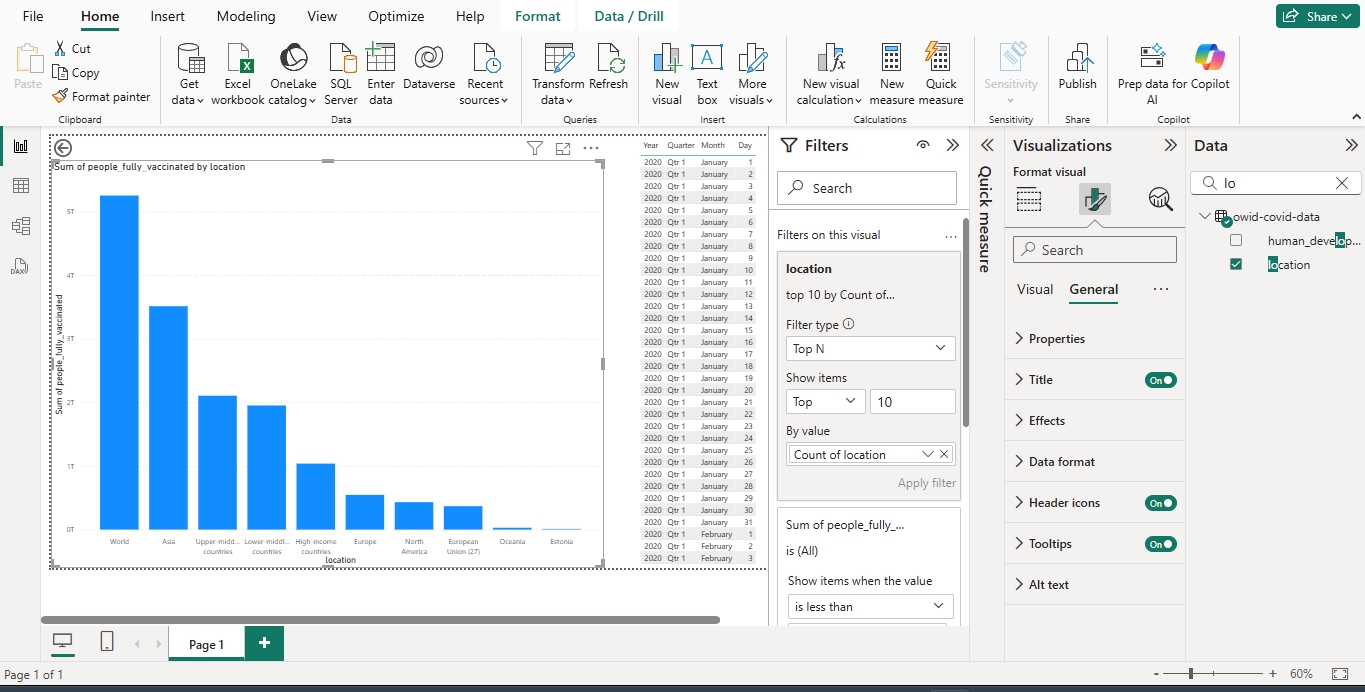 File Home Insert Modeling View Optimize Help Format Data / Drill Share
Paste
Cut
Copy
Format painter
Clipboard
Get data
Excel workbook
OneLake catalog
SQL Server
Enter data
Dataverse
Recent sources
Data
Transform data
Refresh
Queries
New visual
Text box
More visuals
Insert
New visual calculation
New measure
Quick measure
Calculations
Sensitivity
Sensitivity
Publish
Share
Prep data for AI
Copilot
Copilot
Sum of people_fully_vaccinated by location
Sum of people_fully_vaccinated
5T
4T
3T
2T
1T
0T
World
Asia
Upper-midd... countries
Lower-middl... countries
High-income countries
Europe
North America
European Union (27)
Oceania
Estonia
location
Year Quarter Month Day
2020 Qtr 1 January 1
2020 Qtr 1 January 2
2020 Qtr 1 January 3
2020 Qtr 1 January 4
2020 Qtr 1 January 5
2020 Qtr 1 January 6
2020 Qtr 1 January 7
2020 Qtr 1 January 8
2020 Qtr 1 January 9
2020 Qtr 1 January 10
2020 Qtr 1 January 11
2020 Qtr 1 January 12
2020 Qtr 1 January 13
2020 Qtr 1 January 14
2020 Qtr 1 January 15
2020 Qtr 1 January 16
2020 Qtr 1 January 17
2020 Qtr 1 January 18
2020 Qtr 1 January 19
2020 Qtr 1 January 20
2020 Qtr 1 January 21
2020 Qtr 1 January 22
2020 Qtr 1 January 23
2020 Qtr 1 January 24
2020 Qtr 1 January 25
2020 Qtr 1 January 26
2020 Qtr 1 January 27
2020 Qtr 1 January 28
2020 Qtr 1 January 29
2020 Qtr 1 January 30
2020 Qtr 1 January 31
2020 Qtr 1 February 1
2020 Qtr 1 February 2
2020 Qtr 1 February 3
Filters
Search
Filters on this visual
location
top 10 by Count of...
Filter type
Top N
Show items
Top 10
By value
Count of location
Apply filter
Sum of people_fully_...
is (All)
Show items when the value
is less than
Quick measure
Visualizations
Format visual
Search
Visual General
Properties
Title On
Effects
Data format
Header icons On
Tooltips On
Alt text
Data
lo
owid-covid-data
human_develop...
location
Page 1
Page 1 of 1
60%